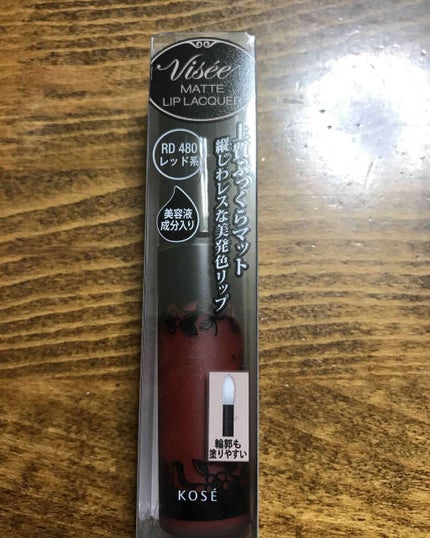 Visée
MATTE
LIP LACQUER
RD 480
レッド系
美容液
成分入り
上質ふっくらマット
縦じわレスな美発色リップ
輪郭も
塗りやすい
KOSÉ